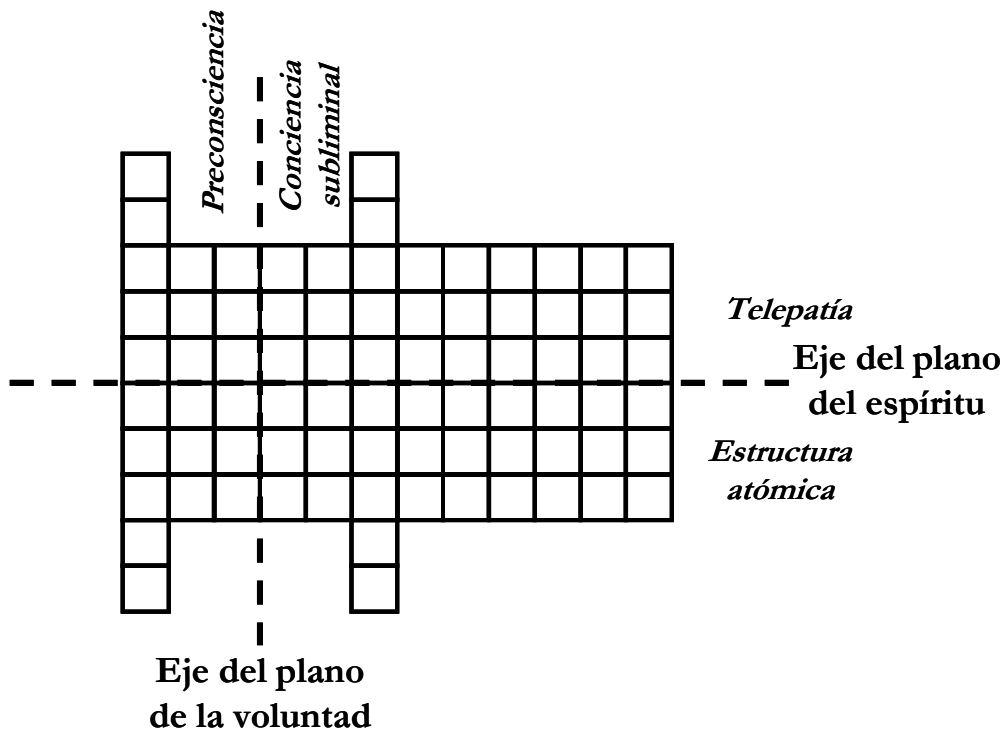 Preconsciencia
Conciencia
subliminal
Telepatía
Eje del plano
del espíritu
Estructura
atómica
Eje del plano
de la voluntad